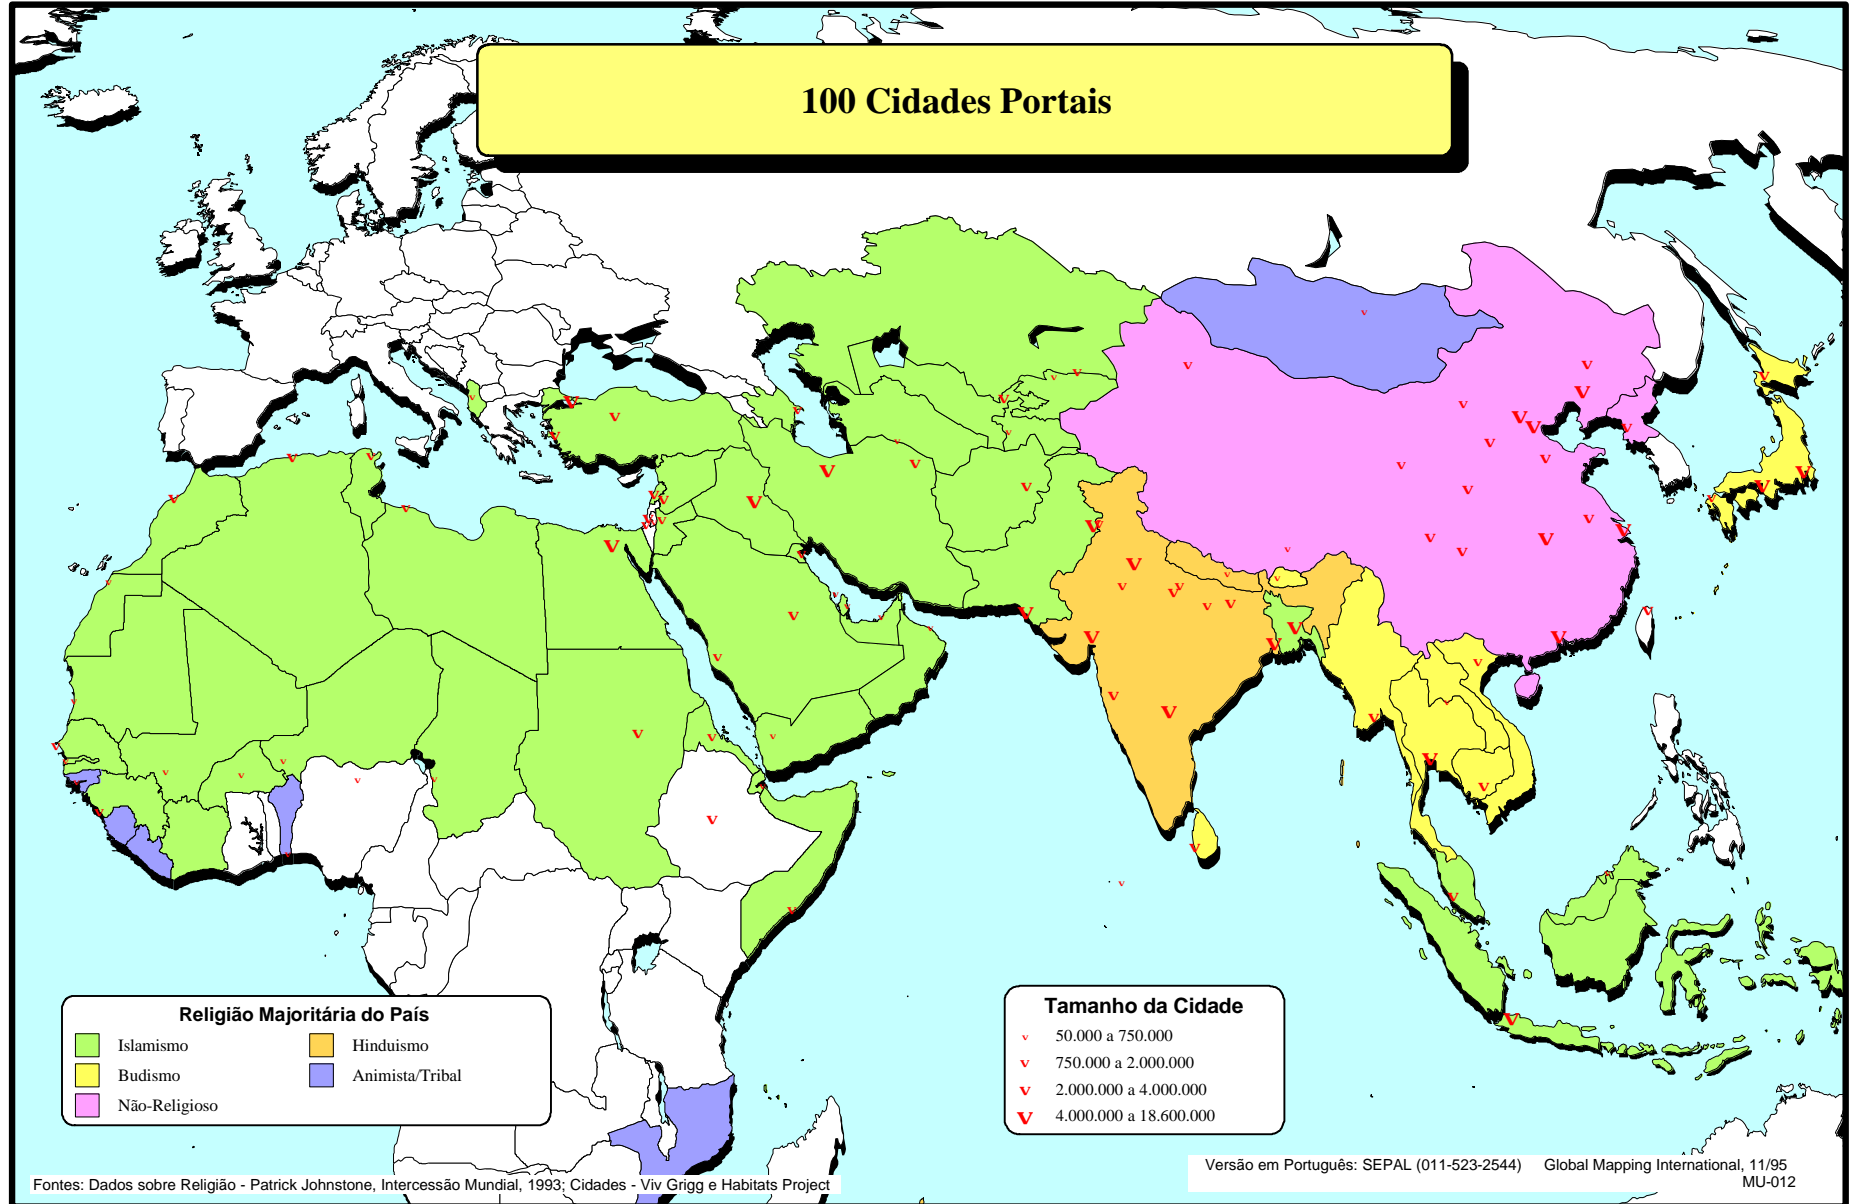 100 Cidades Portais
Religião Majoritária do País
Islamismo
Budismo
Não-Religioso
Hinduismo
Animista/Tribal
Tamanho da Cidade
v 50.000 a 750.000
v 750.000 a 2.000.000
v 2.000.000 a 4.000.000
v 4.000.000 a 18.600.000
Fontes: Dados sobre Religião - Patrick Johnstone, Intercessão Mundial, 1993; Cidades - Viv Grigg e Habitats Project
Versão em Português: SEPAL (011-523-2544) Global Mapping International, 11/95
MU-012